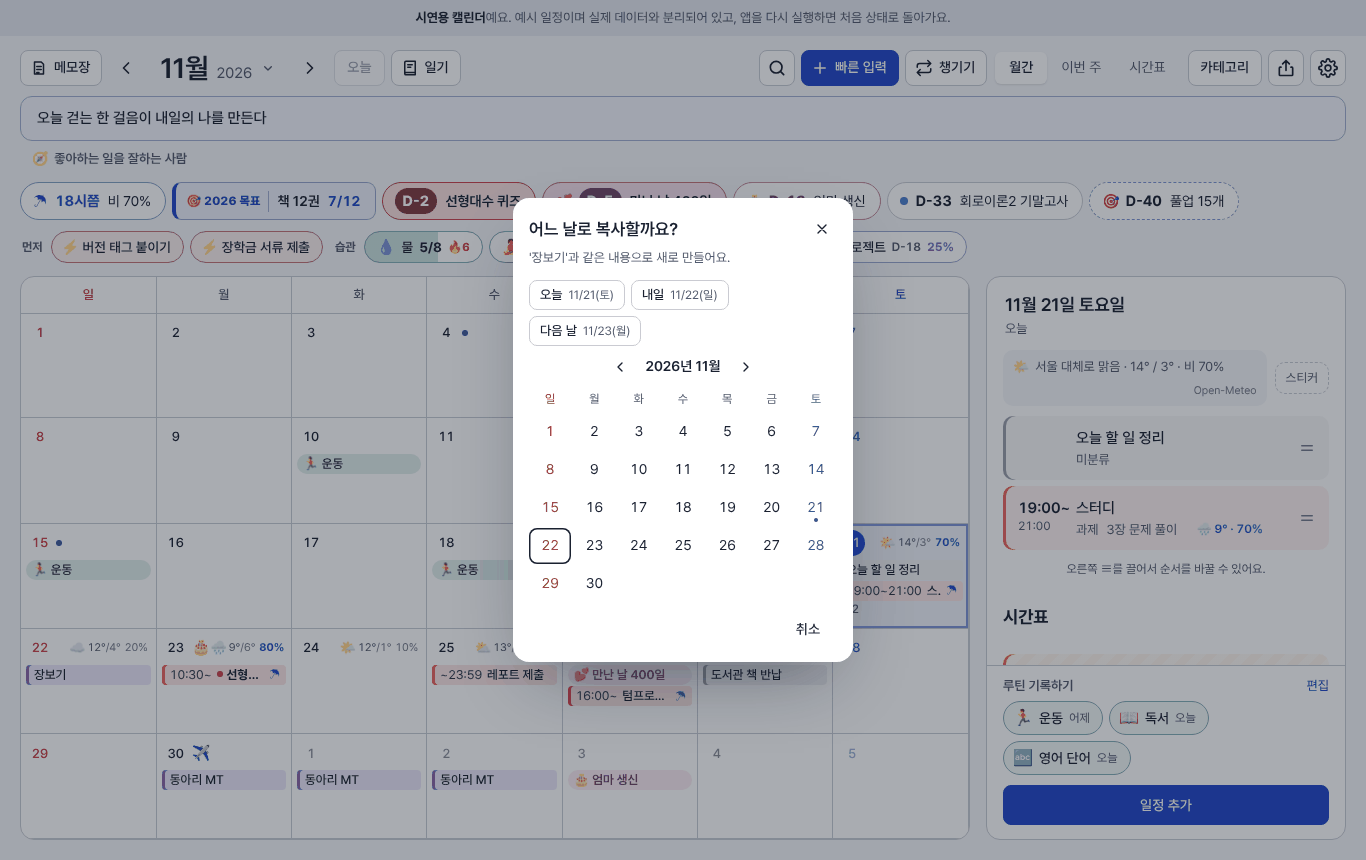 시연용 캘린더예요. 예시 일정이며 실제 데이터와 분리되어 있고, 앱을 다시 실행하면 처음 상태로 돌아가요.
메모장 11월 2026 오늘 일기 빠른 입력 챙기기 월간 이번 주 시간표 카테고리
오늘 걷는 한 걸음이 내일의 나를 만든다
좋아하는 일을 잘하는 사람
18시쯤 비 70% 2026 목표 책 12권 7/12 D-2 선형대수 퀴즈 생신 D-33 회로이론2 기말고사 D-40 풀업 15개
먼저 버전 태그 붙이기 장학금 서류 제출 습관 물 5/8 6 D-18 25%
어느 날로 복사할까요?
'장보기'과 같은 내용으로 새로 만들어요.
오늘 11/21(토) 내일 11/22(일)
다음 날 11/23(월)
2026년 11월
일 월 화 수 목 금 토
1 2 3 4 5 6 7
8 9 10 11 12 13 14
15 16 17 18 19 20 21
22 23 24 25 26 27 28
29 30
취소
일 월 화 수 토
1 2 3 4
8 9 10 11
운동
15 16 17 18
운동 운동
14°/3° 70%
할 일 정리
9:00~21:00 스.
22 12°/4° 20% 23 9°/6° 80% 24 12°/1° 10% 25
장보기 10:30~ 선형... ~23:59 레포트 제출 만난 날 400일 도서관 책 반납
16:00~ 텀프로...
29 30 1 2 3 4 5
동아리 MT 동아리 MT 동아리 MT 엄마 생신
11월 21일 토요일
오늘
서울 대체로 맑음 · 14° / 3° · 비 70%
Open-Meteo
스티커
오늘 할 일 정리
미분류
19:00~ 스터디
21:00 과제 3장 문제 풀이 9° · 70%
오른쪽 ≡를 끌어서 순서를 바꿀 수 있어요.
시간표
루틴 기록하기 편집
운동 어제 독서 오늘
abc 영어 단어 오늘
일정 추가